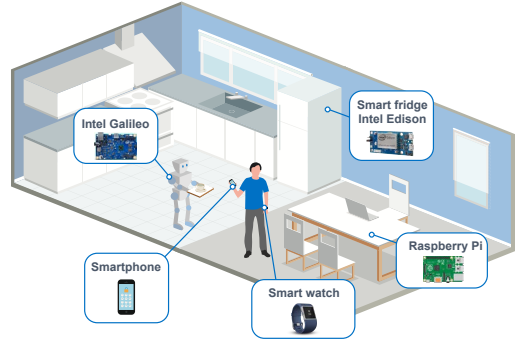 Smart fridge
Intel Edison
Intel Galileo
Raspberry Pi
Smartphone
Smart watch